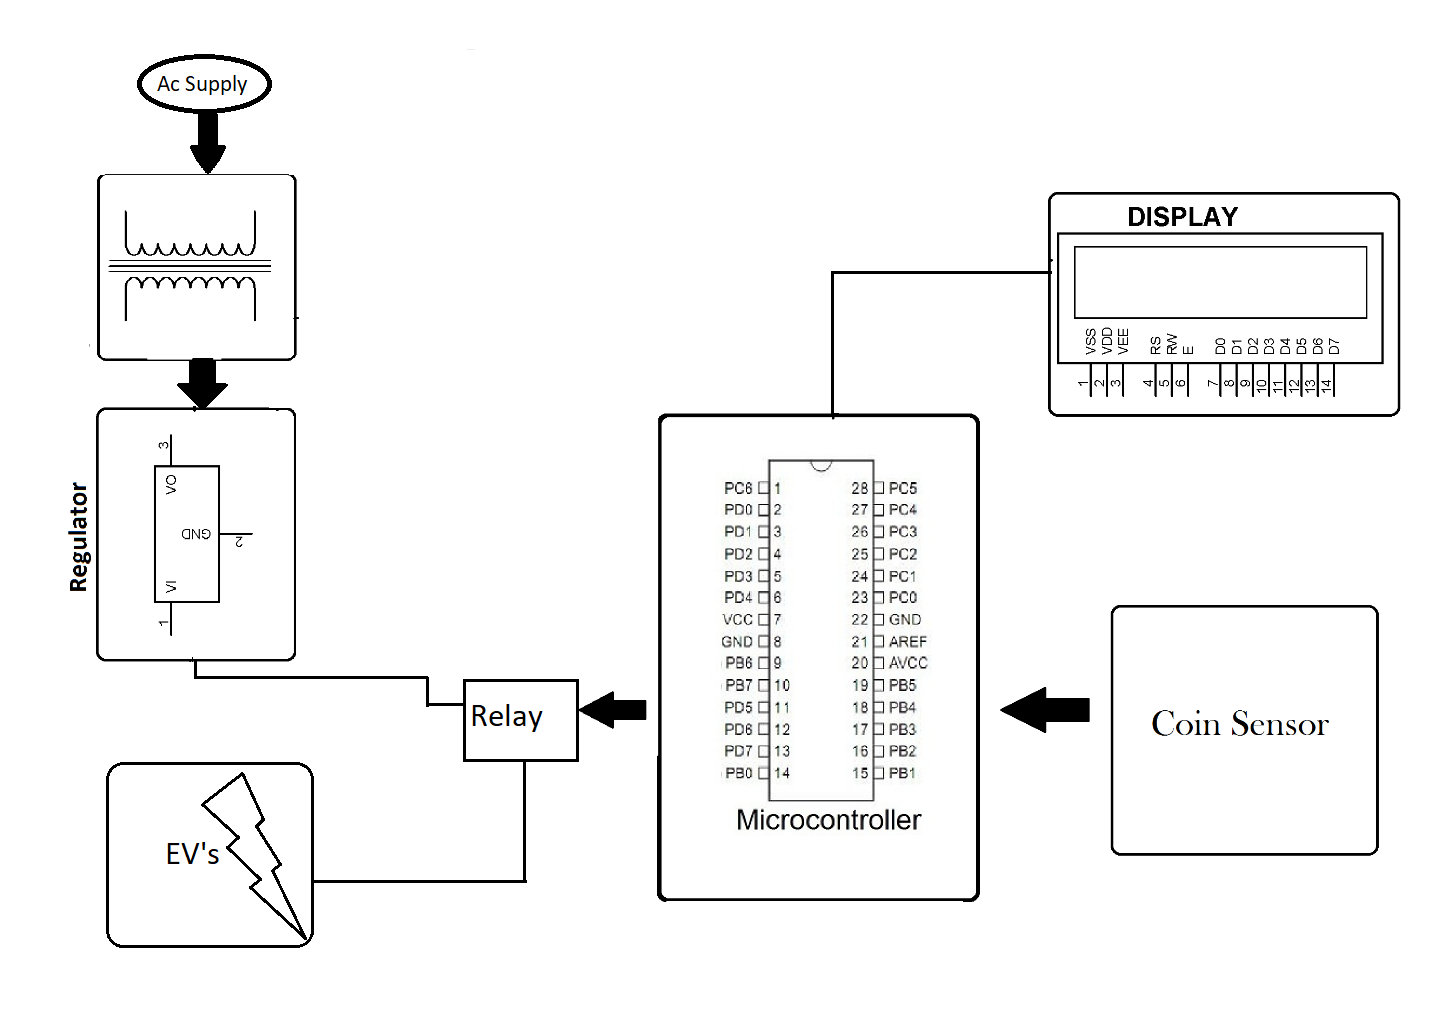 Ac Supply
DISPLAY
VSS VDD VEE RS RW E D0 D1 D2 D3 D4 D5 D6 D7
1 2 3 4 5 6 7 8 9 10 11 12 13 14
Regulator
3
VO
GND
2
VI
1
PC6 1 28 PC5
PD0 2 27 PC4
PD1 3 26 PC3
PD2 4 25 PC2
PD3 5 24 PC1
PD4 6 23 PC0
VCC 7 22 GND
GND 8 21 AREF
PB6 9 20 AVCC
PB7 10 19 PB5
PD5 11 18 PB4
PD6 12 17 PB3
PD7 13 16 PB2
PB0 14 15 PB1
Microcontroller
Relay
Coin Sensor
EV's